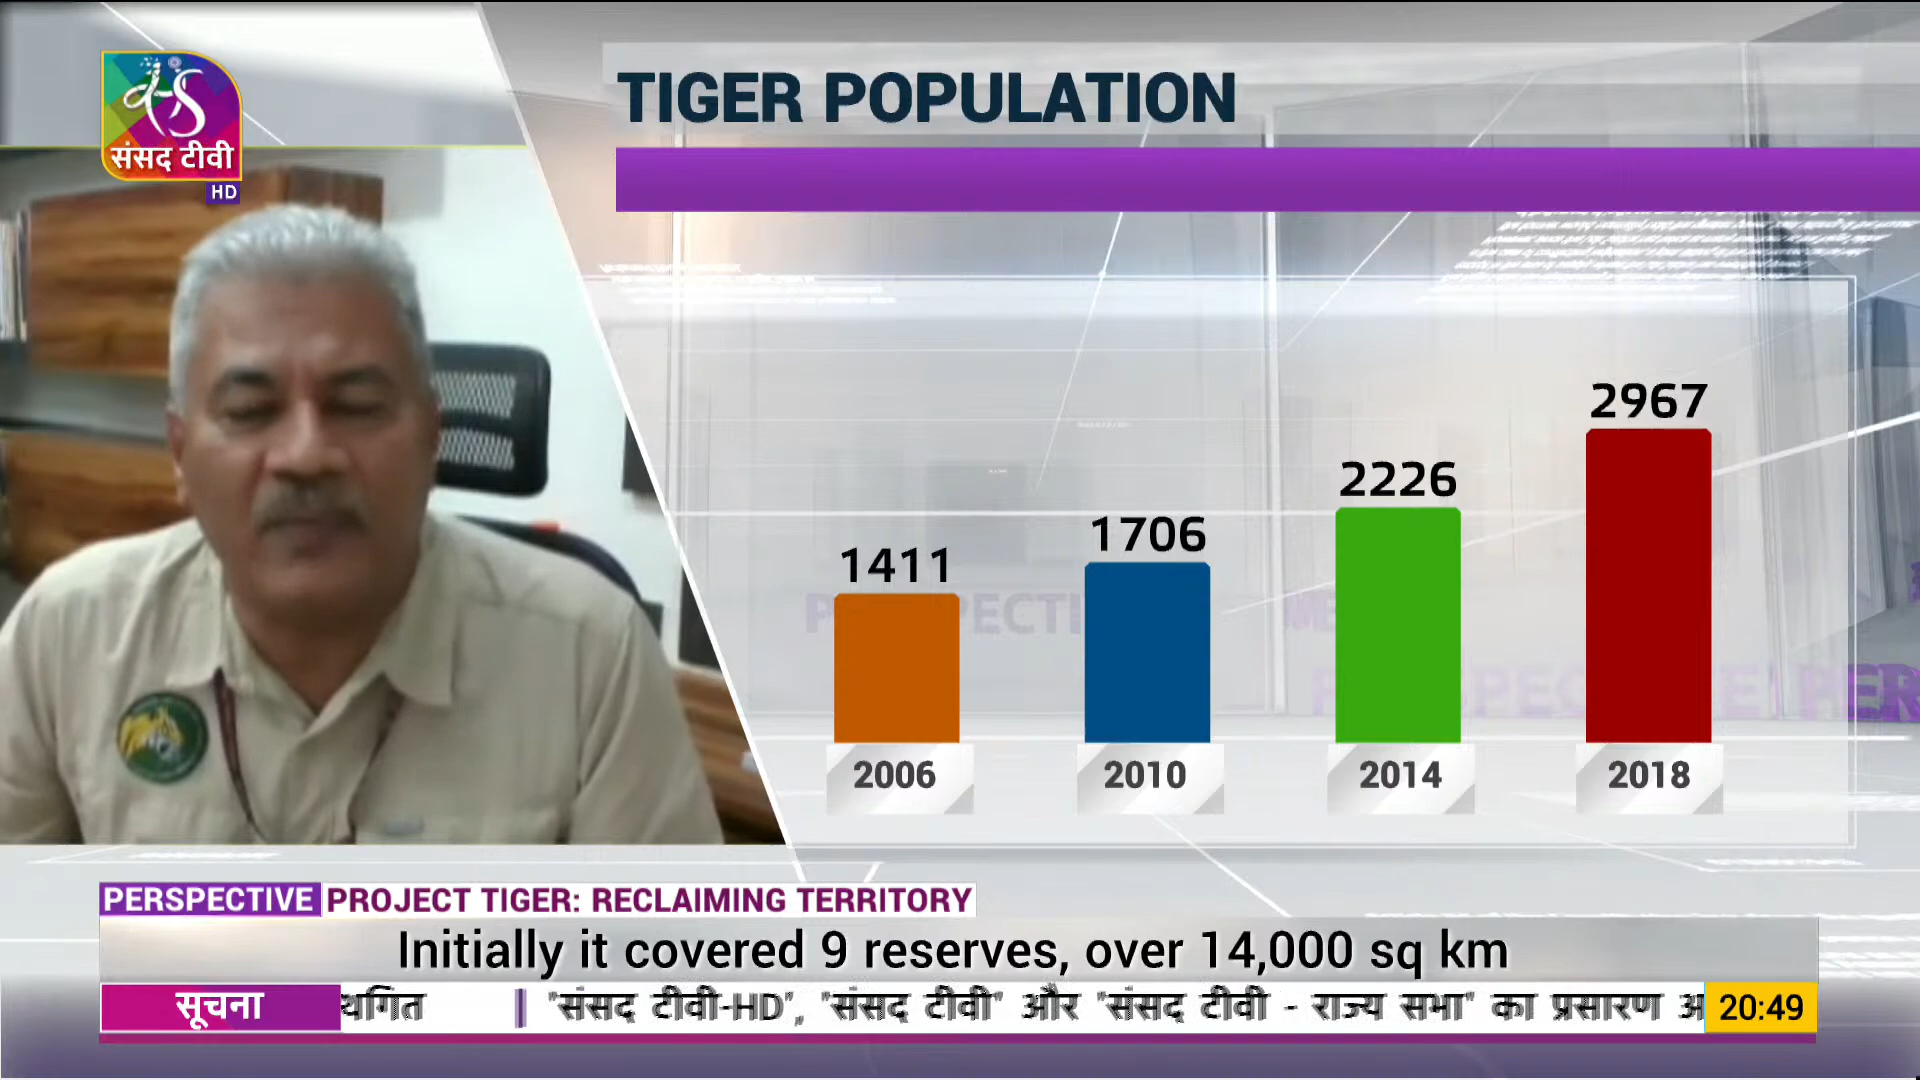 संसद टीवी
HD
TIGER POPULATION
1411
1706
2226
2967
2006
2010
2014
2018
PERSPECTIVE PROJECT TIGER: RECLAIMING TERRITORY
Initially it covered 9 reserves, over 14,000 sq km
सूचना थगित | "संसद टीवी-HD", "संसद टीवी" और "संसद टीवी - राज्य सभा" का प्रसारण अ 20:49